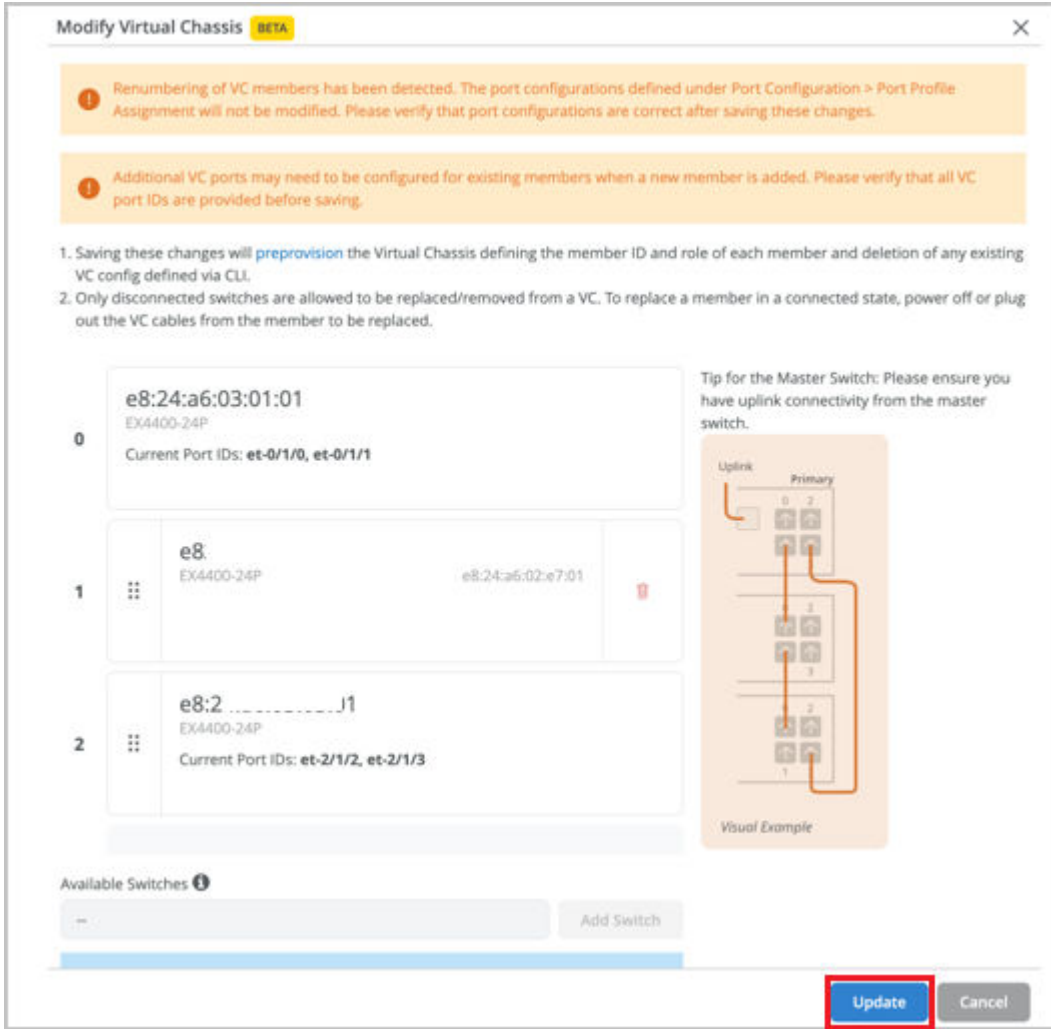 Modify Virtual Chassis BETA
Renumbering of VC members has been detected. The port configurations defined under Port Configuration > Port Profile
Assignment will not be modified. Please verify that port configurations are correct after saving these changes.
Additional VC ports may need to be configured for existing members when a new member is added. Please verify that all VC
port IDs are provided before saving.
1. Saving these changes will preprovision the Virtual Chassis defining the member ID and role of each member and deletion of any existing
VC config defined via CLI.
2. Only disconnected switches are allowed to be replaced/removed from a VC. To replace a member in a connected state, power off or plug
out the VC cables from the member to be replaced.
0
e8:24:a6:03:01:01
EX4400-24P
Current Port IDs: et-0/1/0, et-0/1/1
1
e8
EX4400-24P
e8:24:a6:02:e7:01
2
e8:2
EX4400-24P
Current Port IDs: et-2/1/2, et-2/1/3
Tip for the Master Switch: Please ensure you
have uplink connectivity from the master
switch.
Uplink
Primary
0 2
2
3
2
1
Visual Example
Available Switches
--
Add Switch
Update
Cancel